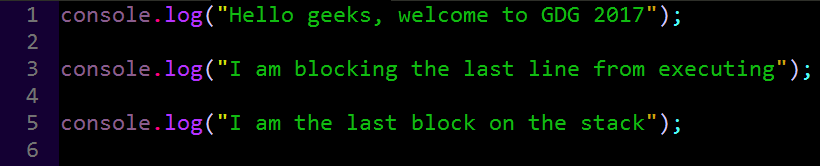 1 console.log("Hello geeks, welcome to GDG 2017");
2
3 console.log("I am blocking the last line from executing");
4
5 console.log("I am the last block on the stack");
6